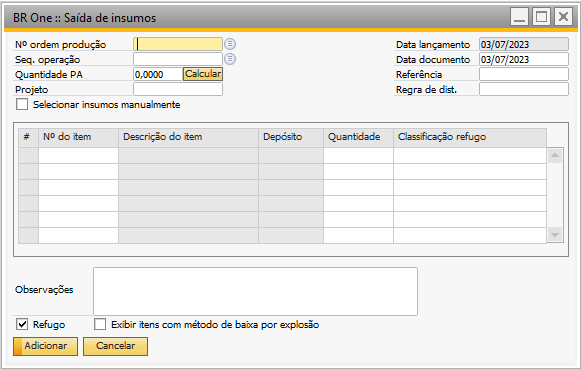 BR One :: Saída de insumos
Nº ordem produção
Data lançamento 03/07/2023
Seq. operação
Data documento 03/07/2023
Quantidade PA 0,0000 Calcular
Referência
Projeto
Regra de dist.
Selecionar insumos manualmente
# Nº do item Descrição do item Depósito Quantidade Classificação refugo
Observações
Refugo Exibir itens com método de baixa por explosão
Adicionar Cancelar